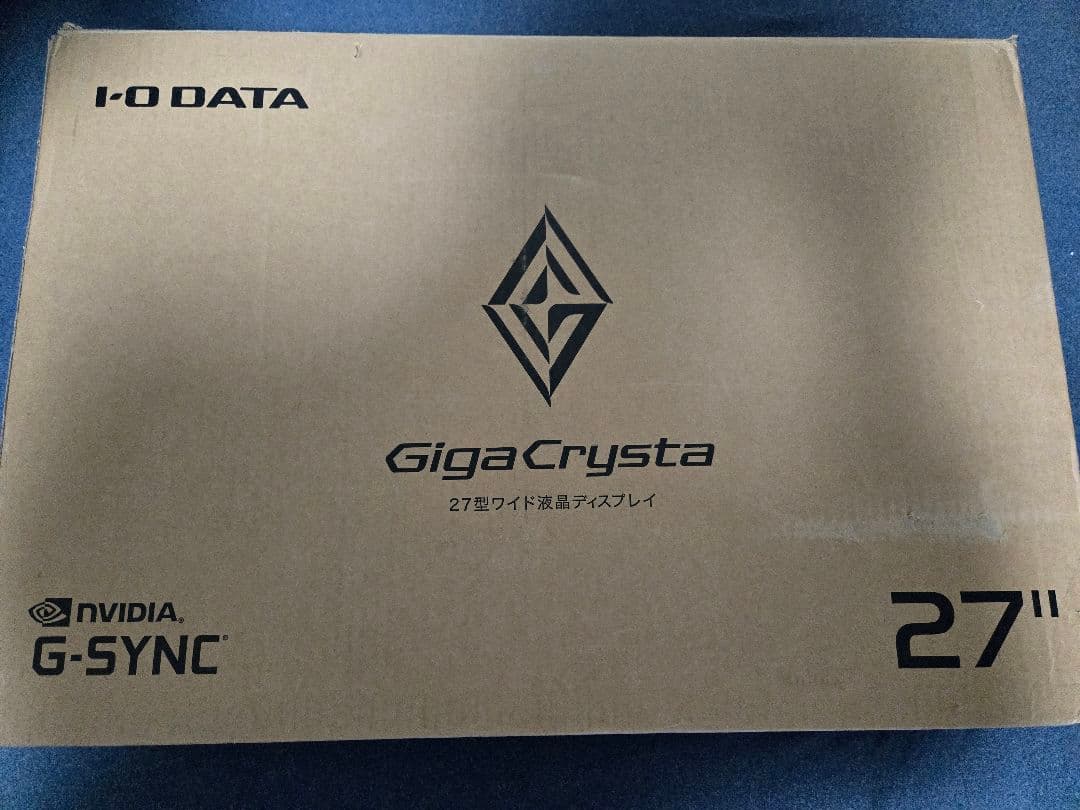 I-O DATA
GigaCrysta
27型ワイド液晶ディスプレイ
NVIDIA.
G-SYNC
27"